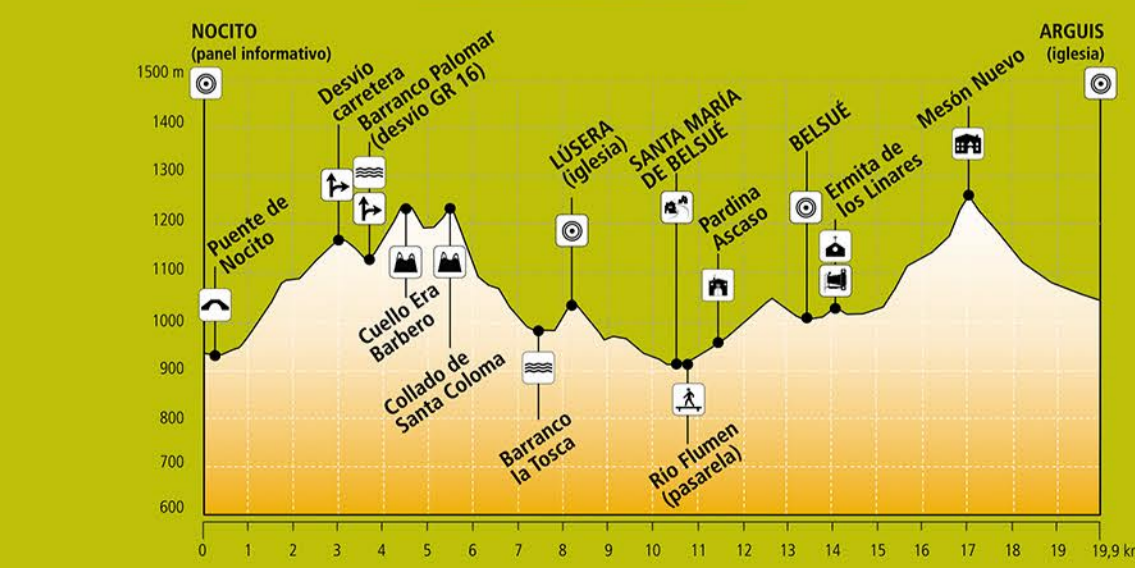 NOCITO
(panel informativo)
ARGUIS
(iglesia)
1500 m
1400
1300
1200
1100
1000
900
800
700
600
Puente de
Nocito
Desvío
carretera
Barranco Palomar
(desvío GR 16)
Cuello Era
Barbero
Collado de
Santa Coloma
Barranco
la Tosca
LÚSERA
(iglesia)
SANTA MARÍA
DE BELSUÉ
Río Flumen
(pasarela)
Pardina
Ascaso
BELSUÉ
Ermita de
los Linares
Mesón Nuevo
0 1 2 3 4 5 6 7 8 9 10 11 12 13 14 15 16 17 18 19 19,9 km